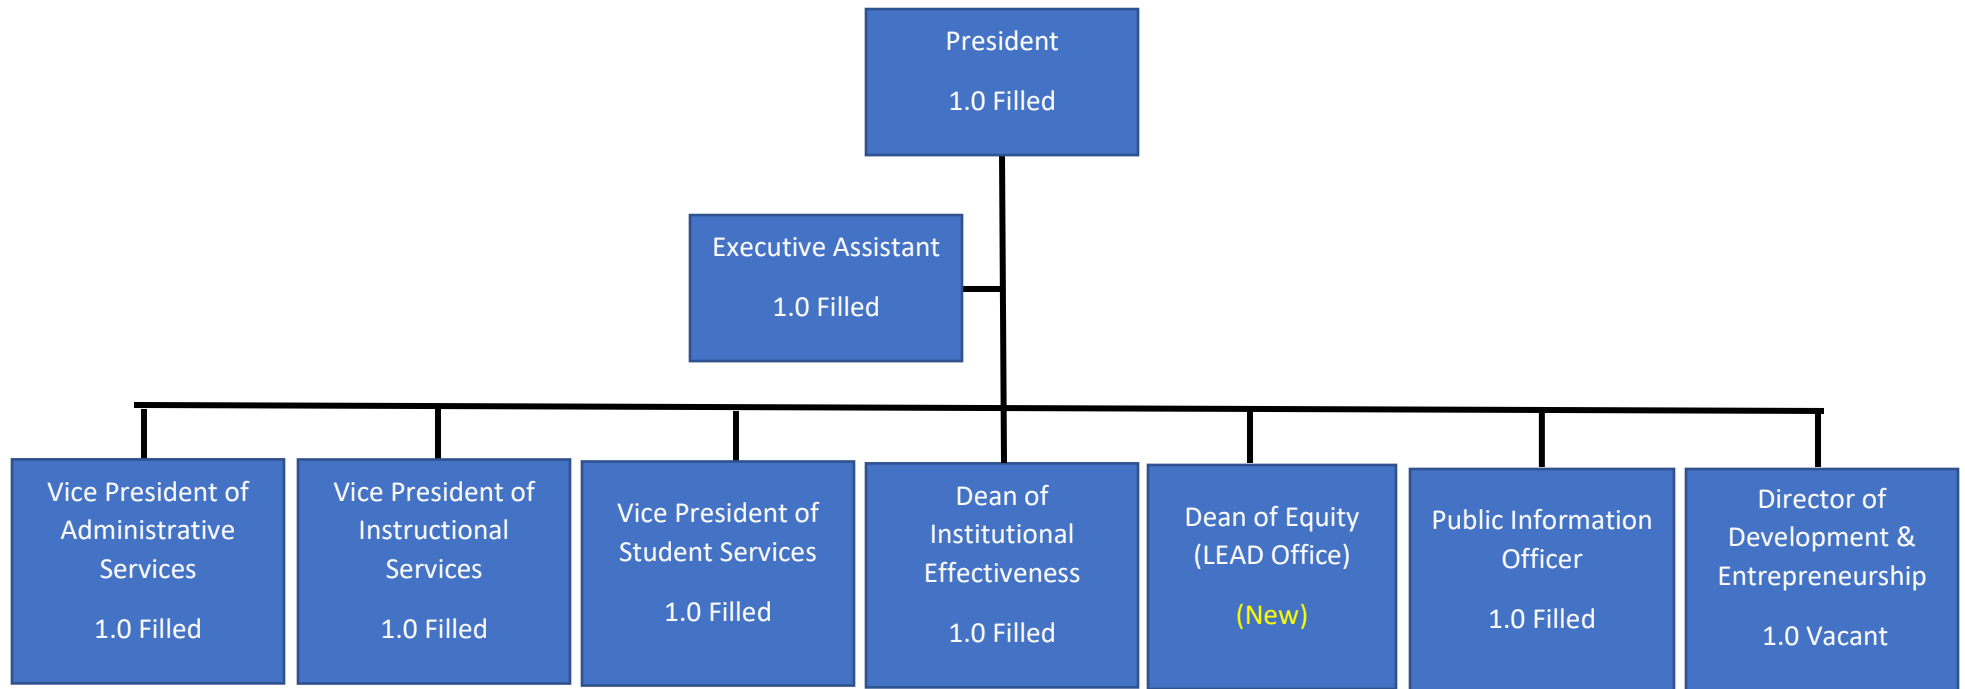 President
1.0 Filled
Executive Assistant
1.0 Filled
Vice President of
Administrative
Services
1.0 Filled
Vice President of
Instructional
Services
1.0 Filled
Vice President of
Student Services
1.0 Filled
Dean of
Institutional
Effectiveness
1.0 Filled
Dean of Equity
(LEAD Office)
(New)
Public Information
Officer
1.0 Filled
Director of
Development &
Entrepreneurship
1.0 Vacant